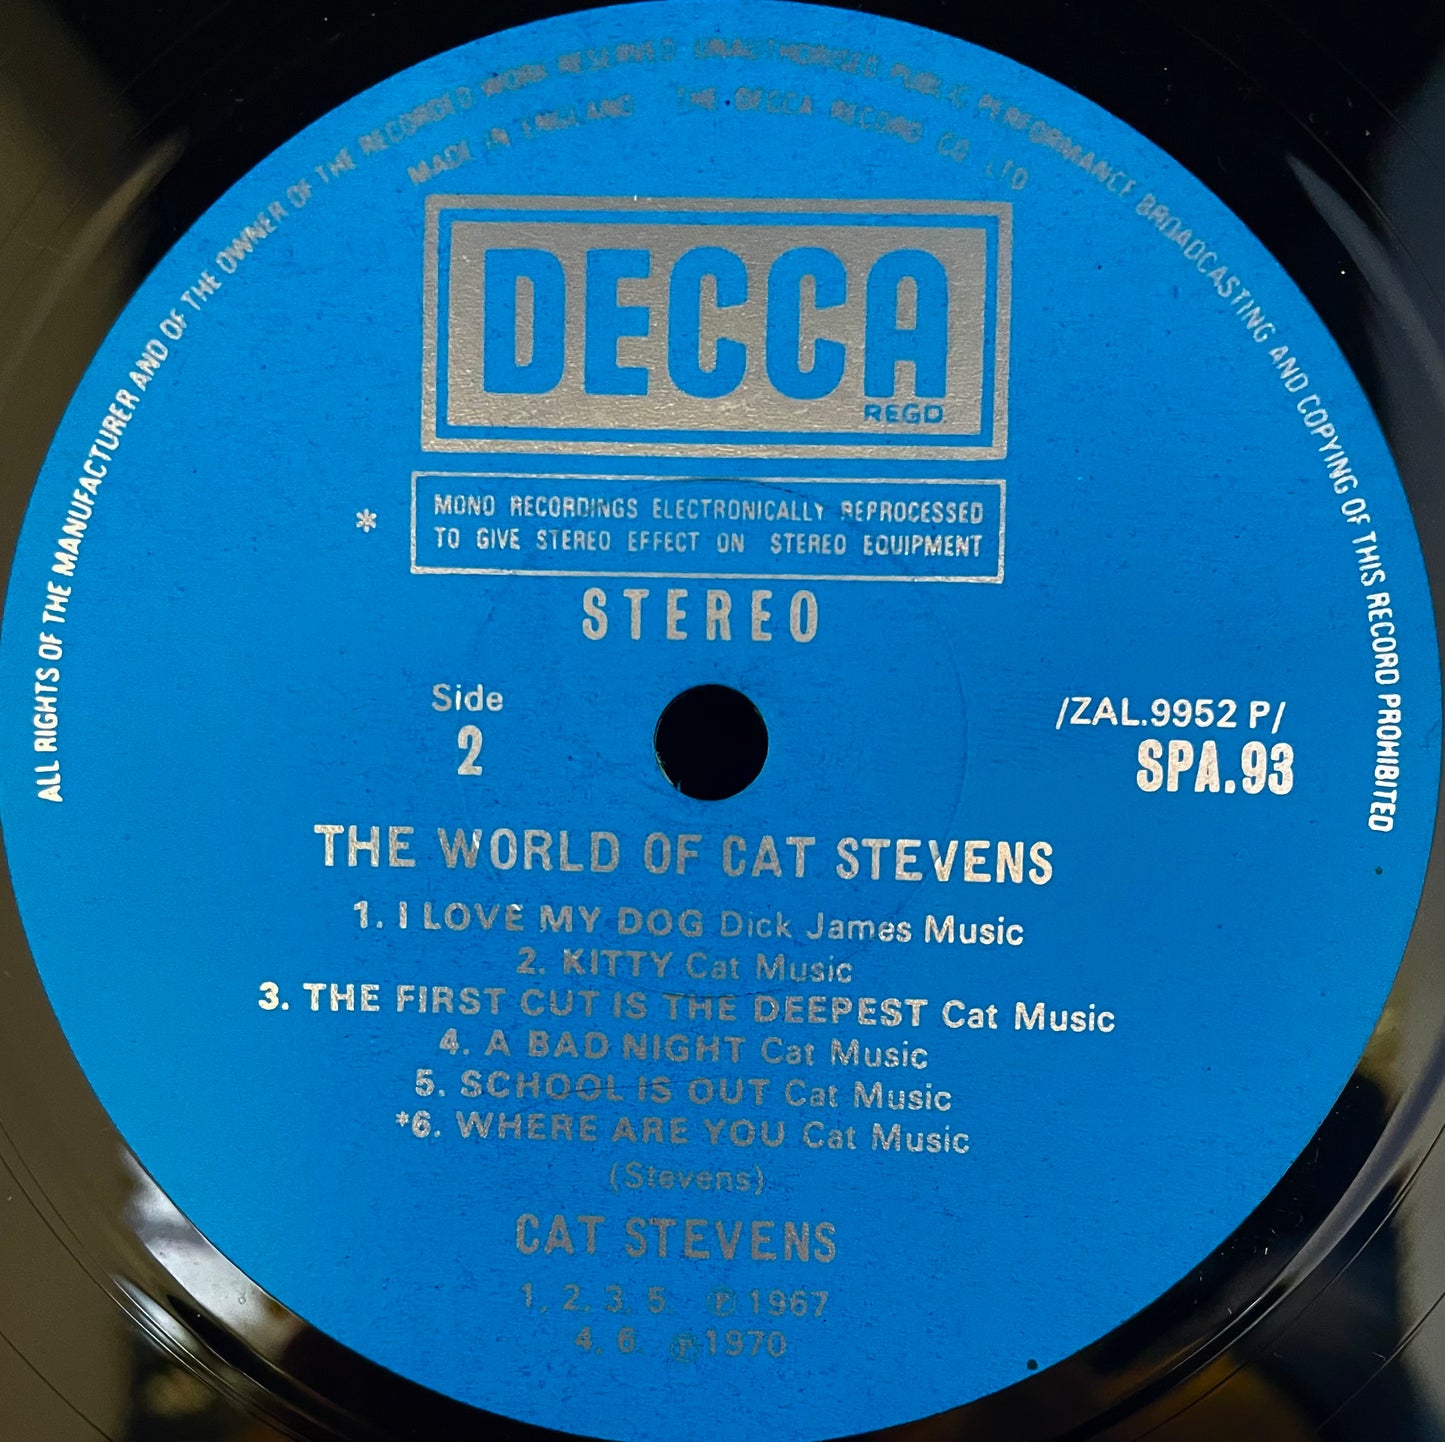 ALL RIGHTS OF THE MANUFACTURER AND OF THE OWNER OF THE RECORDED WORK RESERVED UNAUTHORISED PUBLIC PERFORMANCE BROADCASTING AND COPYING OF THIS RECORD PROHIBITED
MADE IN ENGLAND THE DECCA RECORD CO. LTD
DECCA
REGD.
* MONO RECORDINGS ELECTRONICALLY REPROCESSED
TO GIVE STEREO EFFECT ON STEREO EQUIPMENT
STEREO
Side
2
/ZAL.9952 P/
SPA.93
THE WORLD OF CAT STEVENS
1. I LOVE MY DOG Dick James Music
2. KITTY Cat Music
3. THE FIRST CUT IS THE DEEPEST Cat Music
4. A BAD NIGHT Cat Music
5. SCHOOL IS OUT Cat Music
*6. WHERE ARE YOU Cat Music
(Stevens)
CAT STEVENS
1, 2, 3, 5. ℗ 1967
4, 6. ℗ 1970